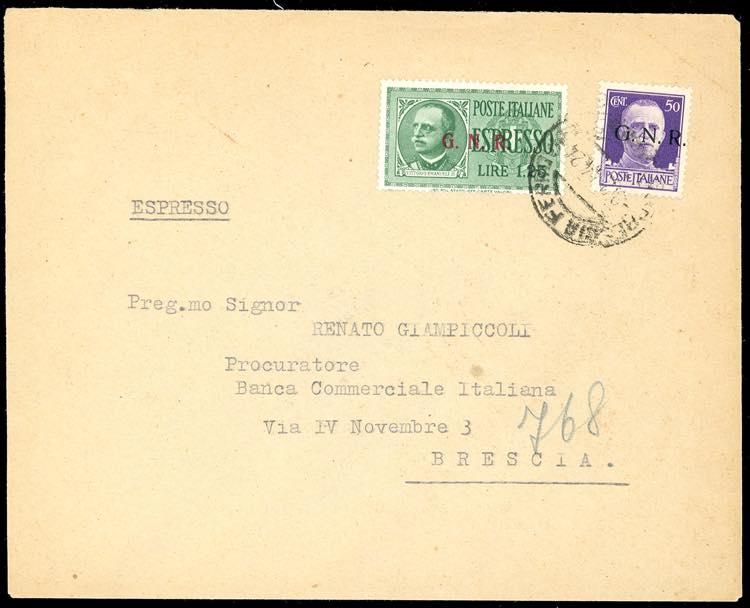 POSTE ITALIANE
G. N. R.
ESPRESSO
LIRE 1.25
VITTORIO EMANUELE III
CENT. 50
G. N. R.
POSTE ITALIANE
ESPRESSO
Preg.mo Signor
RENATO GIAMPICCOLI
Procuratore
Banca Commerciale Italiana
Via IV Novembre 3
768
BRESCIA.